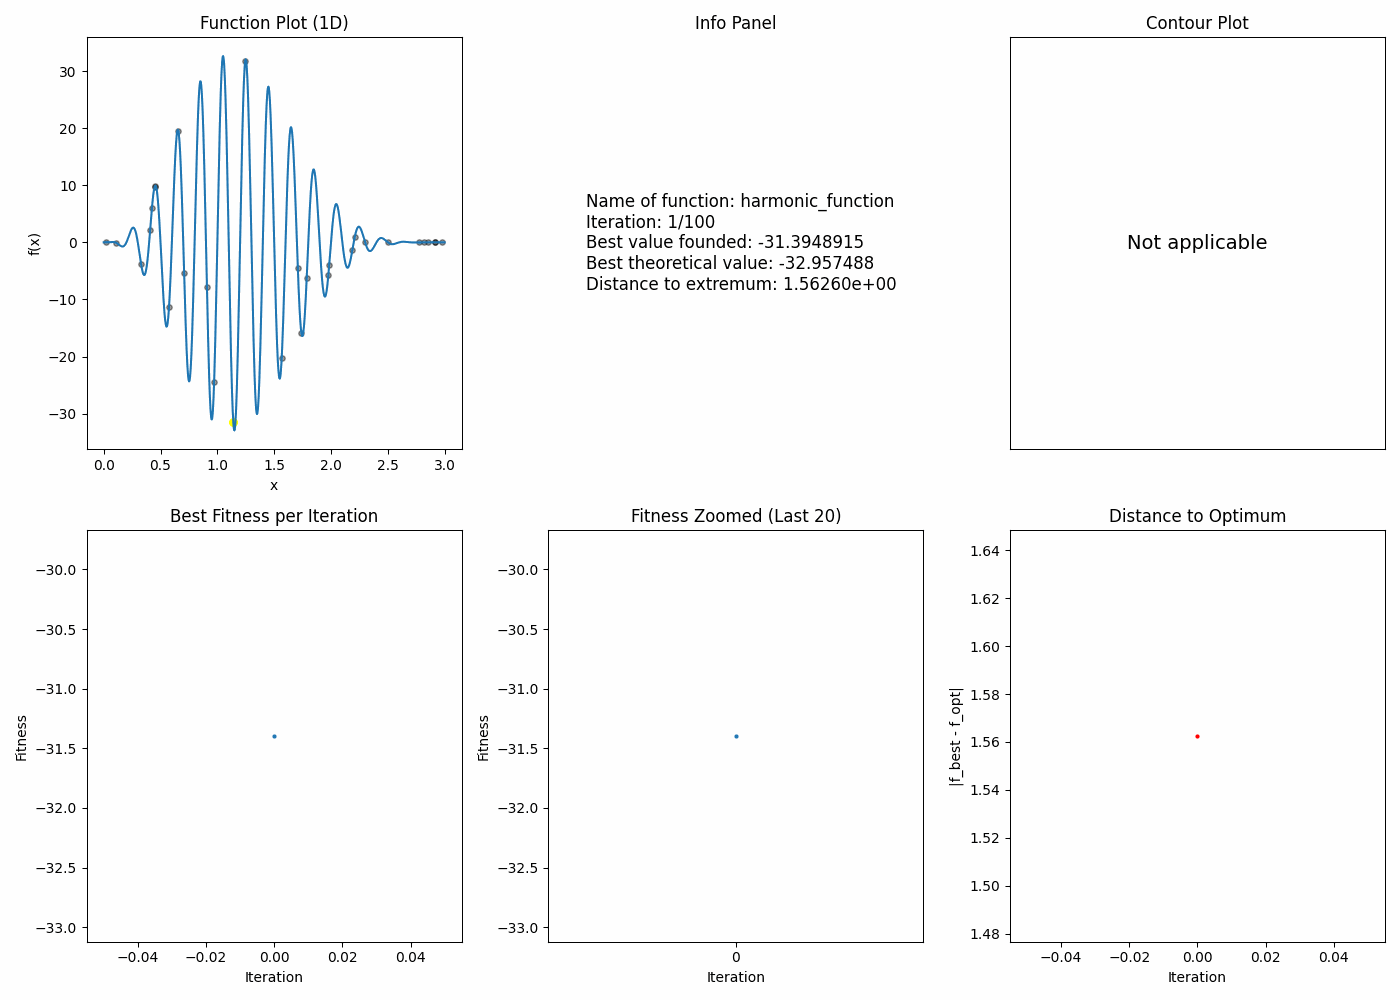 Function Plot (1D)
f(x)
30
20
10
0
−10
−20
−30
0.0 0.5 1.0 1.5 2.0 2.5 3.0
x
Info Panel
Name of function: harmonic_function
Iteration: 1/100
Best value founded: -31.3948915
Best theoretical value: -32.957488
Distance to extremum: 1.56260e+00
Contour Plot
Not applicable
Best Fitness per Iteration
Fitness
−30.0
−30.5
−31.0
−31.5
−32.0
−32.5
−33.0
−0.04 −0.02 0.00 0.02 0.04
Iteration
Fitness Zoomed (Last 20)
Fitness
−30.0
−30.5
−31.0
−31.5
−32.0
−32.5
−33.0
0
Iteration
Distance to Optimum
|f_best - f_opt|
1.64
1.62
1.60
1.58
1.56
1.54
1.52
1.50
1.48
−0.04 −0.02 0.00 0.02 0.04
Iteration